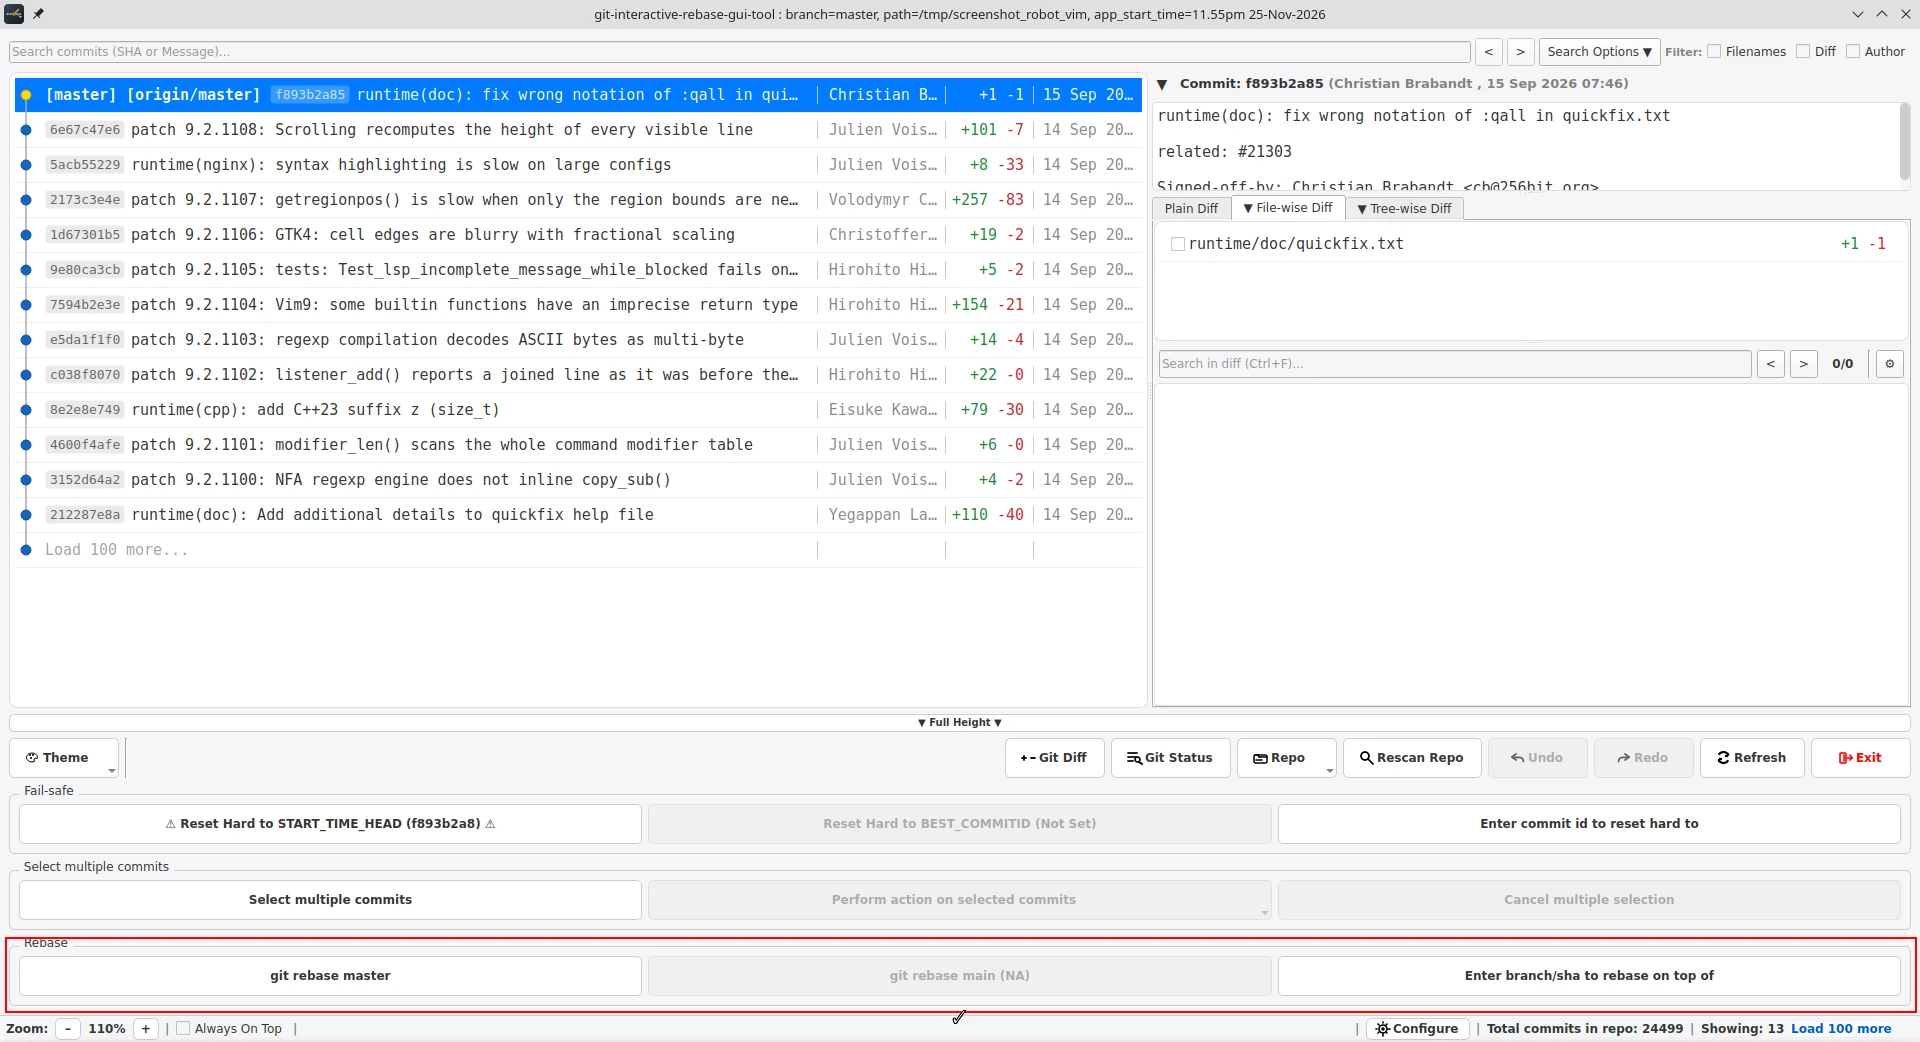 git-interactive-rebase-gui-tool : branch=master, path=/tmp/screenshot_robot_vim, app_start_time=11.55pm 25-Nov-2026
Search commits (SHA or Message)...
< > Search Options ▼ Filter: Filenames Diff Author
[master] [origin/master] f893b2a85 runtime(doc): fix wrong notation of :qall in qui… Christian B… +1 -1 15 Sep 20…
6e67c47e6 patch 9.2.1108: Scrolling recomputes the height of every visible line Julien Vois… +101 -7 14 Sep 20…
5acb55229 runtime(nginx): syntax highlighting is slow on large configs Julien Vois… +8 -33 14 Sep 20…
2173c3e4e patch 9.2.1107: getregionpos() is slow when only the region bounds are ne… Volodymyr C… +257 -83 14 Sep 20…
1d67301b5 patch 9.2.1106: GTK4: cell edges are blurry with fractional scaling Christoffer… +19 -2 14 Sep 20…
9e80ca3cb patch 9.2.1105: tests: Test_lsp_incomplete_message_while_blocked fails on… Hirohito Hi… +5 -2 14 Sep 20…
7594b2e3e patch 9.2.1104: Vim9: some builtin functions have an imprecise return type Hirohito Hi… +154 -21 14 Sep 20…
e5da1f1f0 patch 9.2.1103: regexp compilation decodes ASCII bytes as multi-byte Julien Vois… +14 -4 14 Sep 20…
c038f8070 patch 9.2.1102: listener_add() reports a joined line as it was before the… Hirohito Hi… +22 -0 14 Sep 20…
8e2e8e749 runtime(cpp): add C++23 suffix z (size_t) Eisuke Kawa… +79 -30 14 Sep 20…
4600f4afe patch 9.2.1101: modifier_len() scans the whole command modifier table Julien Vois… +6 -0 14 Sep 20…
3152d64a2 patch 9.2.1100: NFA regexp engine does not inline copy_sub() Julien Vois… +4 -2 14 Sep 20…
212287e8a runtime(doc): Add additional details to quickfix help file Yegappan La… +110 -40 14 Sep 20…
Load 100 more...
▼ Commit: f893b2a85 (Christian Brabandt , 15 Sep 2026 07:46)
runtime(doc): fix wrong notation of :qall in quickfix.txt
related: #21303
Signed-off-by: Christian Brabandt <cb@256bit.org>
Plain Diff ▼ File-wise Diff ▼ Tree-wise Diff
runtime/doc/quickfix.txt +1 -1
Search in diff (Ctrl+F)... < > 0/0
▼ Full Height ▼
Theme +- Git Diff Git Status Repo Rescan Repo Undo Redo Refresh Exit
Fail-safe
⚠ Reset Hard to START_TIME_HEAD (f893b2a8) ⚠ Reset Hard to BEST_COMMITID (Not Set) Enter commit id to reset hard to
Select multiple commits
Select multiple commits Perform action on selected commits Cancel multiple selection
Rebase
git rebase master git rebase main (NA) Enter branch/sha to rebase on top of
Zoom: - 110% + | Always On Top | | Configure | Total commits in repo: 24499 | Showing: 13 Load 100 more